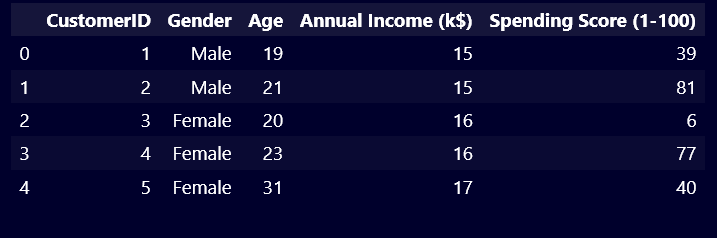 CustomerID Gender Age Annual Income (k$) Spending Score (1-100)
0 1 Male 19 15 39
1 2 Male 21 15 81
2 3 Female 20 16 6
3 4 Female 23 16 77
4 5 Female 31 17 40